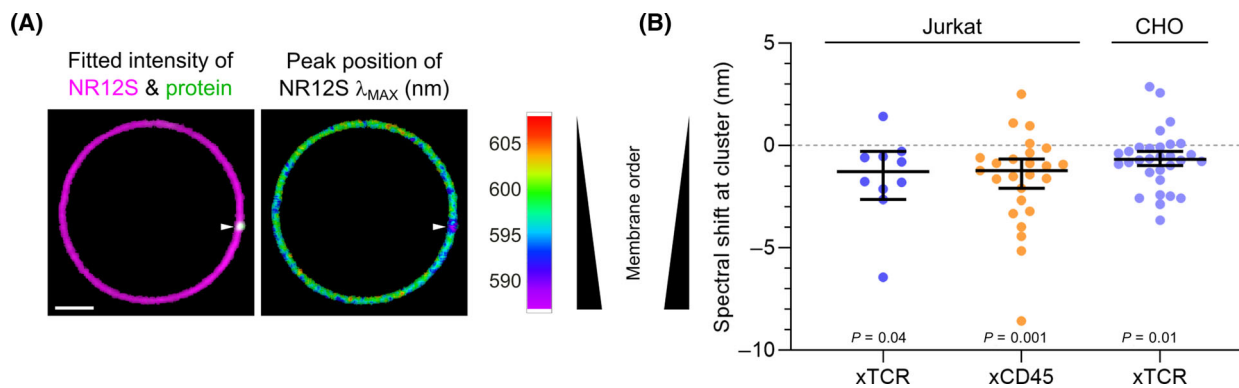 (A)
Fitted intensity of
NR12S & protein
Peak position of
NR12S λMAX (nm)
605
600
595
590
Membrane order
(B)
Jurkat
CHO
Spectral shift at cluster (nm)
5
0
−5
−10
P = 0.04
P = 0.001
P = 0.01
xTCR
xCD45
xTCR